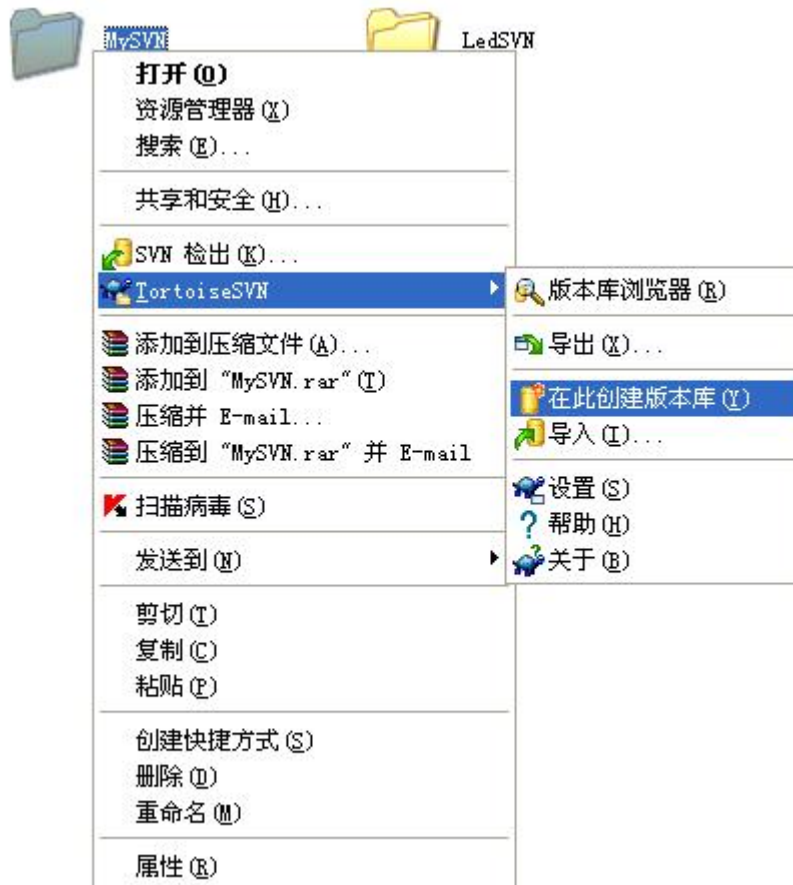 MySVN
LedSVN
打开(O)
资源管理器(X)
搜索(E)...
共享和安全(H)...
SVN 检出(K)...
TortoiseSVN
添加到压缩文件(A)...
添加到 "MySVN.rar"(T)
压缩并 E-mail...
压缩到 "MySVN.rar" 并 E-mail
扫描病毒(S)
发送到(N)
剪切(T)
复制(C)
粘贴(P)
创建快捷方式(S)
删除(D)
重命名(M)
属性(R)
版本库浏览器(R)
导出(X)...
在此创建版本库(Y)
导入(I)...
设置(S)
帮助(H)
关于(B)